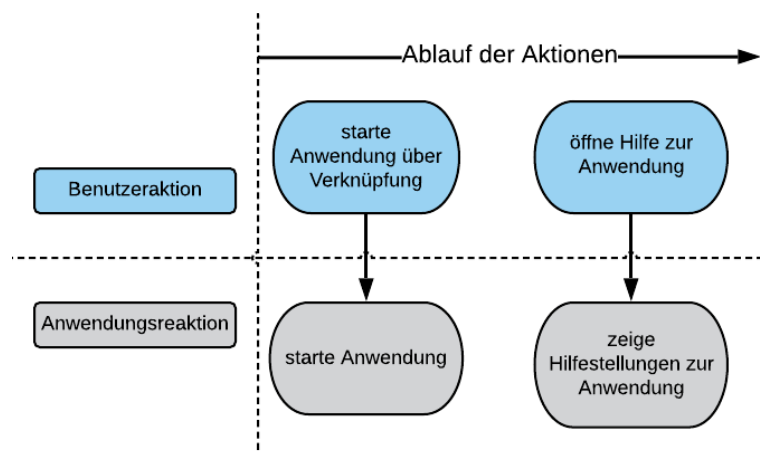 Ablauf der Aktionen
starte
Anwendung über
Verknüpfung
öffne Hilfe zur
Anwendung
Benutzeraktion
Anwendungsreaktion
starte Anwendung
zeige
Hilfestellungen zur
Anwendung